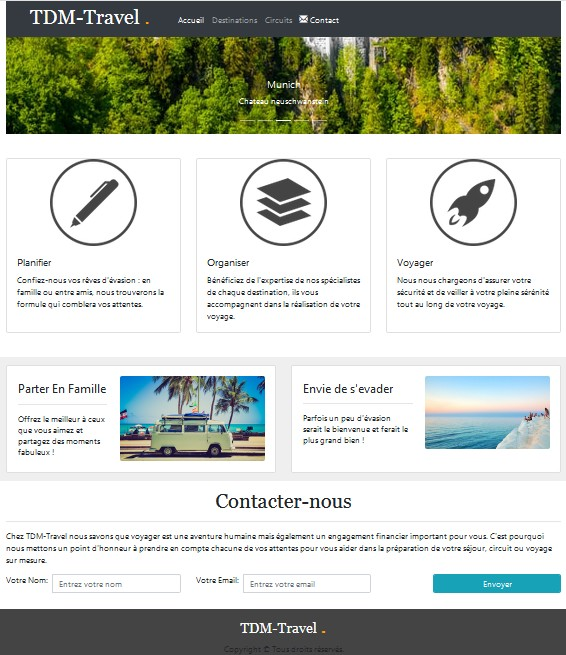 TDM-Travel .
Accueil Destinations Circuits Contact
Munich
Chateau neuschwanstein
Planifier
Confiez-nous vos rêves d'évasion : en
famille ou entre amis, nous trouverons la
formule qui comblera vos attentes.
Organiser
Bénéficiez de l'expertise de nos spécialistes
de chaque destination, ils vous
accompagnent dans la réalisation de votre
voyage.
Voyager
Nous nous chargeons d'assurer votre
sécurité et de veiller à votre pleine sérénité
tout au long de votre voyage.
Parter En Famille
Offrez le meilleur à ceux
que vous aimez et
partagez des moments
fabuleux !
Envie de s'evader
Parfois un peu d'évasion
serait le bienvenue et ferait le
plus grand bien !
Contacter-nous
Chez TDM-Travel nous savons que voyager est une aventure humaine mais également un engagement financier important pour vous. C'est pourquoi
nous mettons un point d'honneur à prendre en compte chacune de vos attentes pour vous aider dans la préparation de votre séjour, circuit ou voyage
sur mesure.
Votre Nom: Entrez votre nom Votre Email: Entrez votre email Envoyer
TDM-Travel .
Copyright © Tous droits réservés.